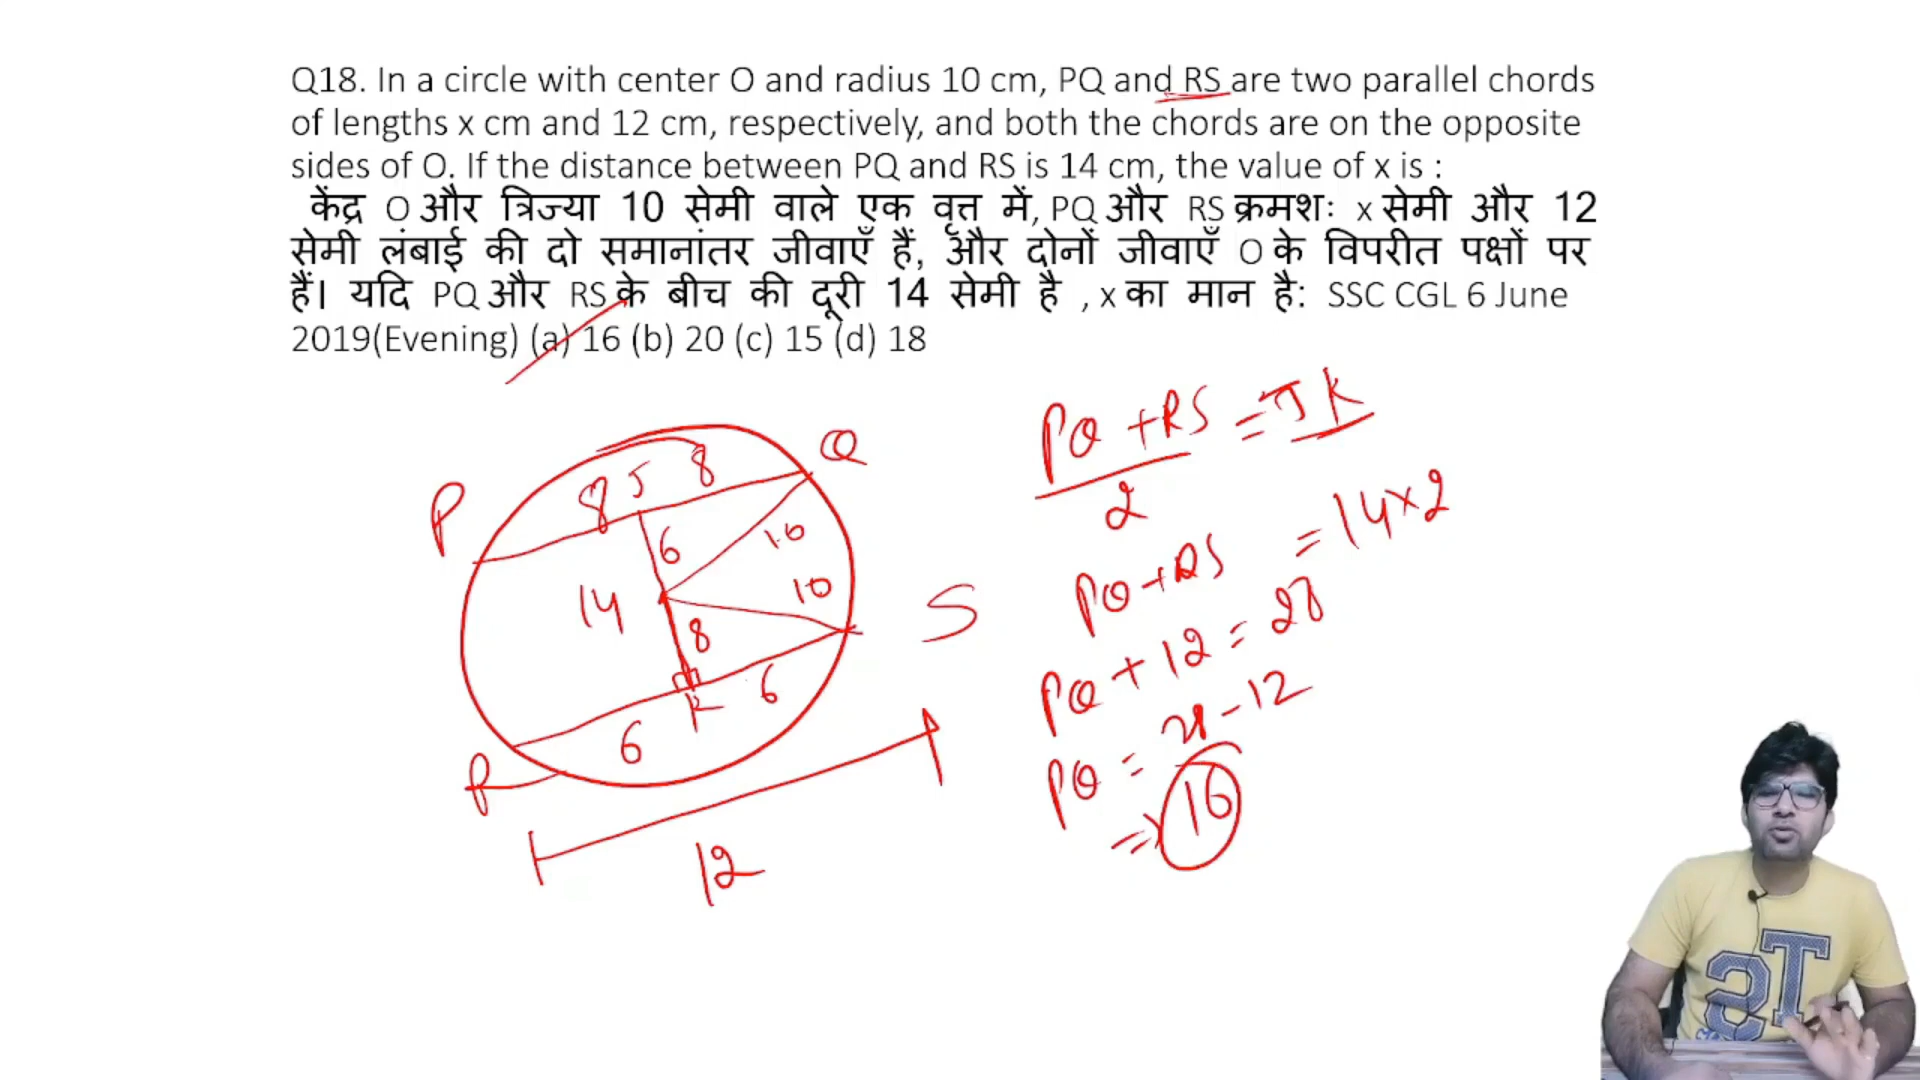 Q18. In a circle with center O and radius 10 cm, PQ and RS are two parallel chords
of lengths x cm and 12 cm, respectively, and both the chords are on the opposite
sides of O. If the distance between PQ and RS is 14 cm, the value of x is :
केंद्र O और त्रिज्या 10 सेमी वाले एक वृत्त में, PQ और RS क्रमशः x सेमी और 12
सेमी लंबाई की दो समानांतर जीवाएँ हैं, और दोनों जीवाएँ O के विपरीत पक्षों पर
हैं। यदि PQ और RS के बीच की दूरी 14 सेमी है , x का मान है: SSC CGL 6 June
2019(Evening) (a) 16 (b) 20 (c) 15 (d) 18
P
8
J
8
Q
6
10
14
10
8
S
6
K
6
R
12
PQ + RS = JK
2
PQ + RS = 14 × 2
PQ + 12 = 28
PQ = 28 - 12
PQ ⇒ 16
ST